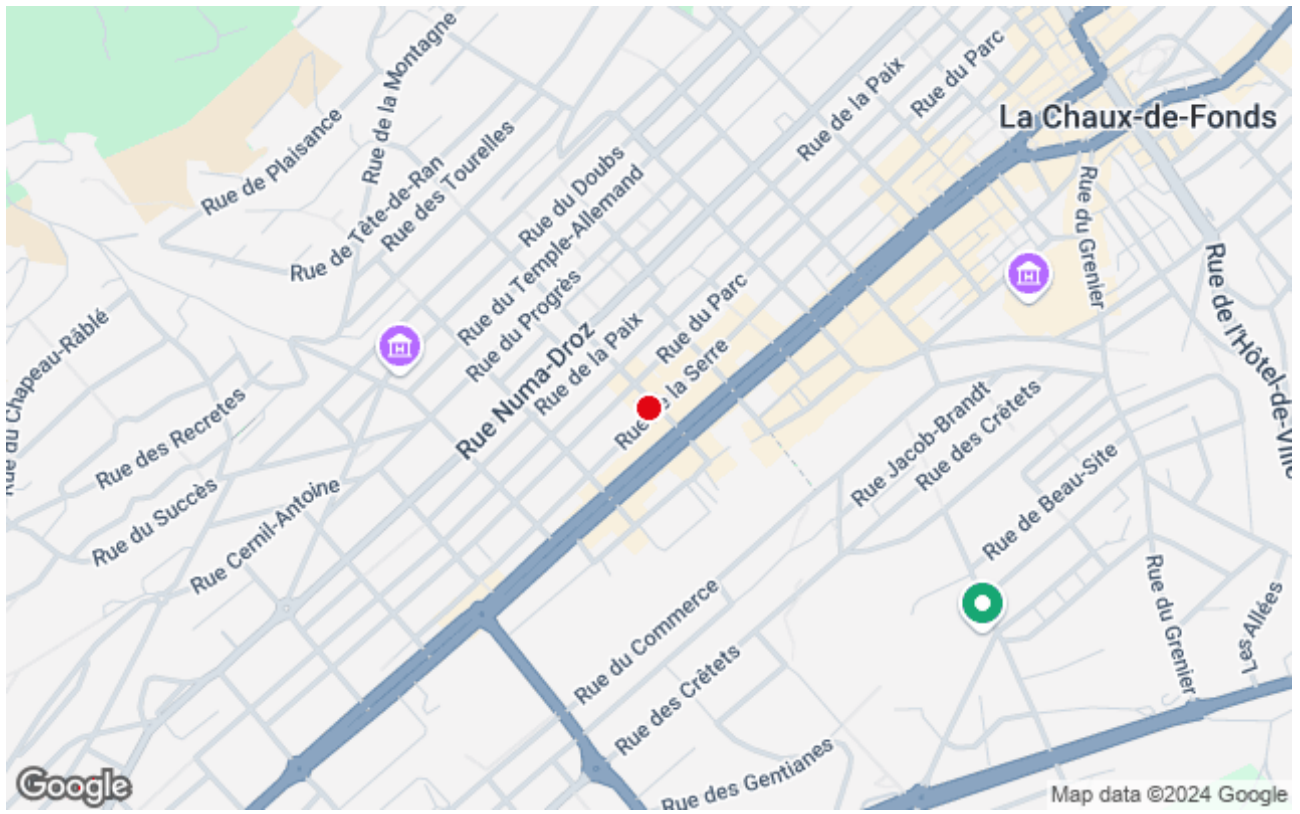 Rue de la Montagne
Rue du Parc
Rue de la Paix
La Chaux-de-Fonds
Rue de Plaisance
Rue des Tourelles
Rue de Tête-de-Ran
Rue du Doubs
Rue du Temple-Allemand
Rue du Grenier
Rue de l'Hôtel-de-Ville
Rue du Progrès
Rue du Parc
Rue Numa-Droz
Rue de la Paix
Rue la Serre
Rue du Chapeau-Râblé
Rue des Recretes
Rue Jacob-Brandt
Rue des Crêtets
Rue du Succès
Rue Cernil-Antoine
Rue de Beau-Site
Rue du Commerce
Rue du Grenier
Les Allées
Rue des Crêtets
Rue des Gentianes
Google
Map data ©2024 Google